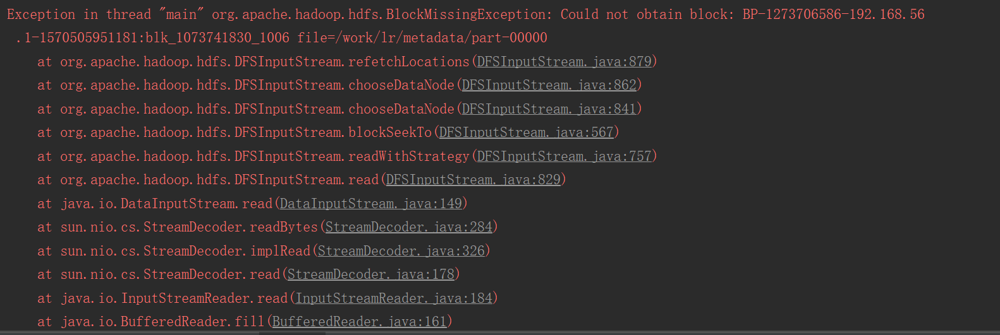 Exception in thread "main" org.apache.hadoop.hdfs.BlockMissingException: Could not obtain block: BP-1273706586-192.168.56
.1-1570505951181:blk_1073741830_1006 file=/work/lr/metadata/part-00000
at org.apache.hadoop.hdfs.DFSInputStream.refetchLocations(DFSInputStream.java:879)
at org.apache.hadoop.hdfs.DFSInputStream.chooseDataNode(DFSInputStream.java:862)
at org.apache.hadoop.hdfs.DFSInputStream.chooseDataNode(DFSInputStream.java:841)
at org.apache.hadoop.hdfs.DFSInputStream.blockSeekTo(DFSInputStream.java:567)
at org.apache.hadoop.hdfs.DFSInputStream.readWithStrategy(DFSInputStream.java:757)
at org.apache.hadoop.hdfs.DFSInputStream.read(DFSInputStream.java:829)
at java.io.DataInputStream.read(DataInputStream.java:149)
at sun.nio.cs.StreamDecoder.readBytes(StreamDecoder.java:284)
at sun.nio.cs.StreamDecoder.implRead(StreamDecoder.java:326)
at sun.nio.cs.StreamDecoder.read(StreamDecoder.java:178)
at java.io.InputStreamReader.read(InputStreamReader.java:184)
at java.io.BufferedReader.fill(BufferedReader.java:161)